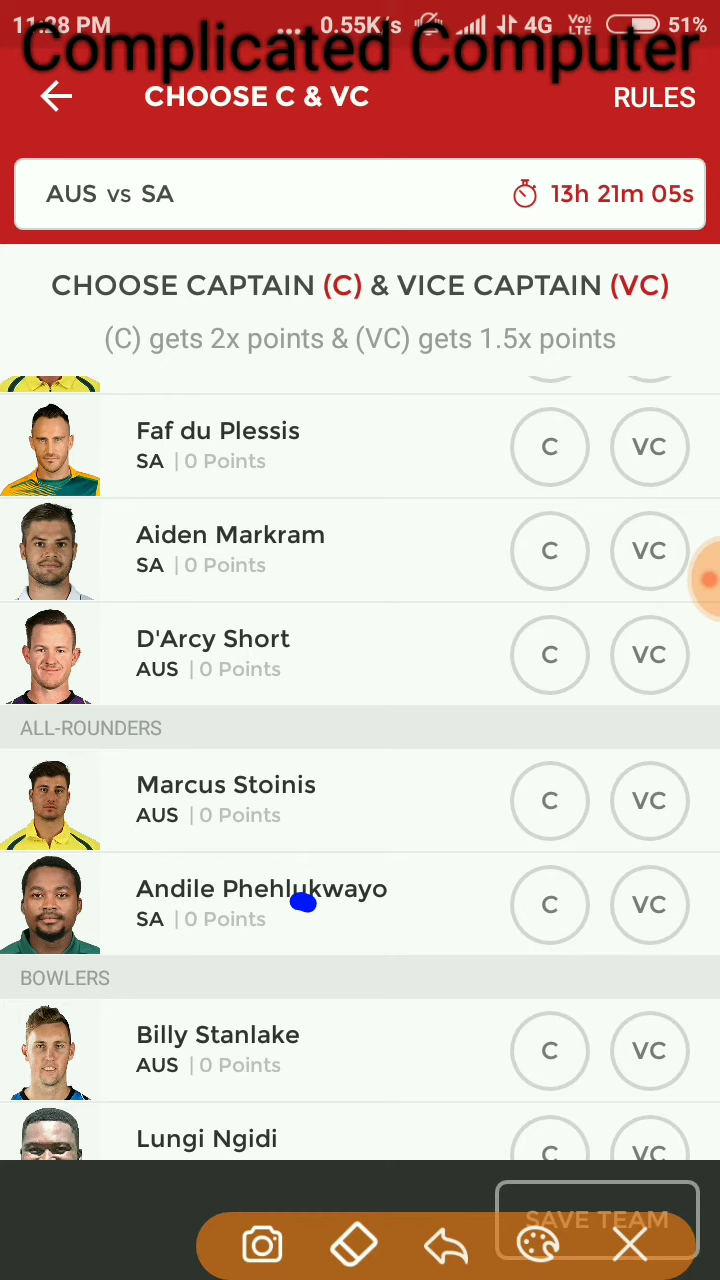 11:28 PM ... 0.55K/s 4G Vo) LTE 51%
Complicated Computer
CHOOSE C & VC RULES
AUS vs SA 13h 21m 05s
CHOOSE CAPTAIN (C) & VICE CAPTAIN (VC)
(C) gets 2x points & (VC) gets 1.5x points
Faf du Plessis
SA | 0 Points C VC
Aiden Markram
SA | 0 Points C VC
D'Arcy Short
AUS | 0 Points C VC
ALL-ROUNDERS
Marcus Stoinis
AUS | 0 Points C VC
Andile Phehlukwayo
SA | 0 Points C VC
BOWLERS
Billy Stanlake
AUS | 0 Points C VC
Lungi Ngidi
C VC
SAVE TEAM